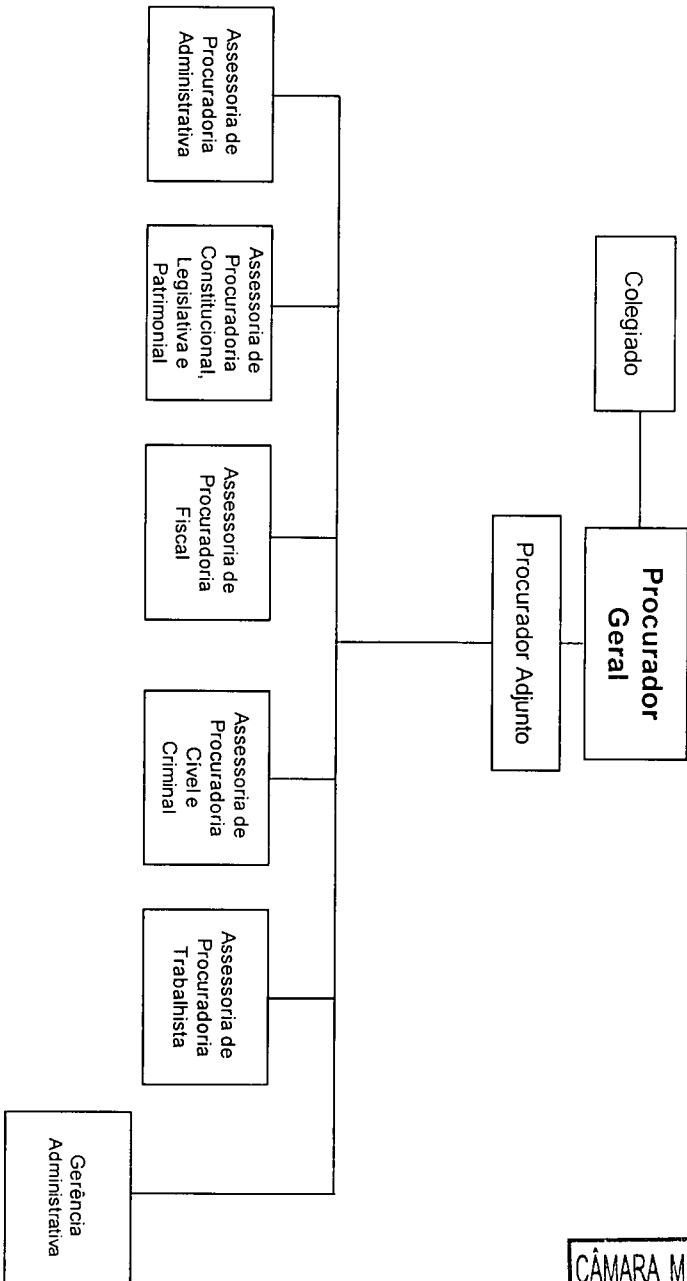 Procurador
Geral
Colegiado
Procurador Adjunto
Assessoria de
Procuradoria
Administrativa
Assessoria de
Procuradoria
Constitucional,
Legislativa e
Patrimonial
Assessoria de
Procuradoria
Fiscal
Assessoria de
Procuradoria
Cível e
Criminal
Assessoria de
Procuradoria
Trabalhista
Gerência
Administrativa
CÂMARA M